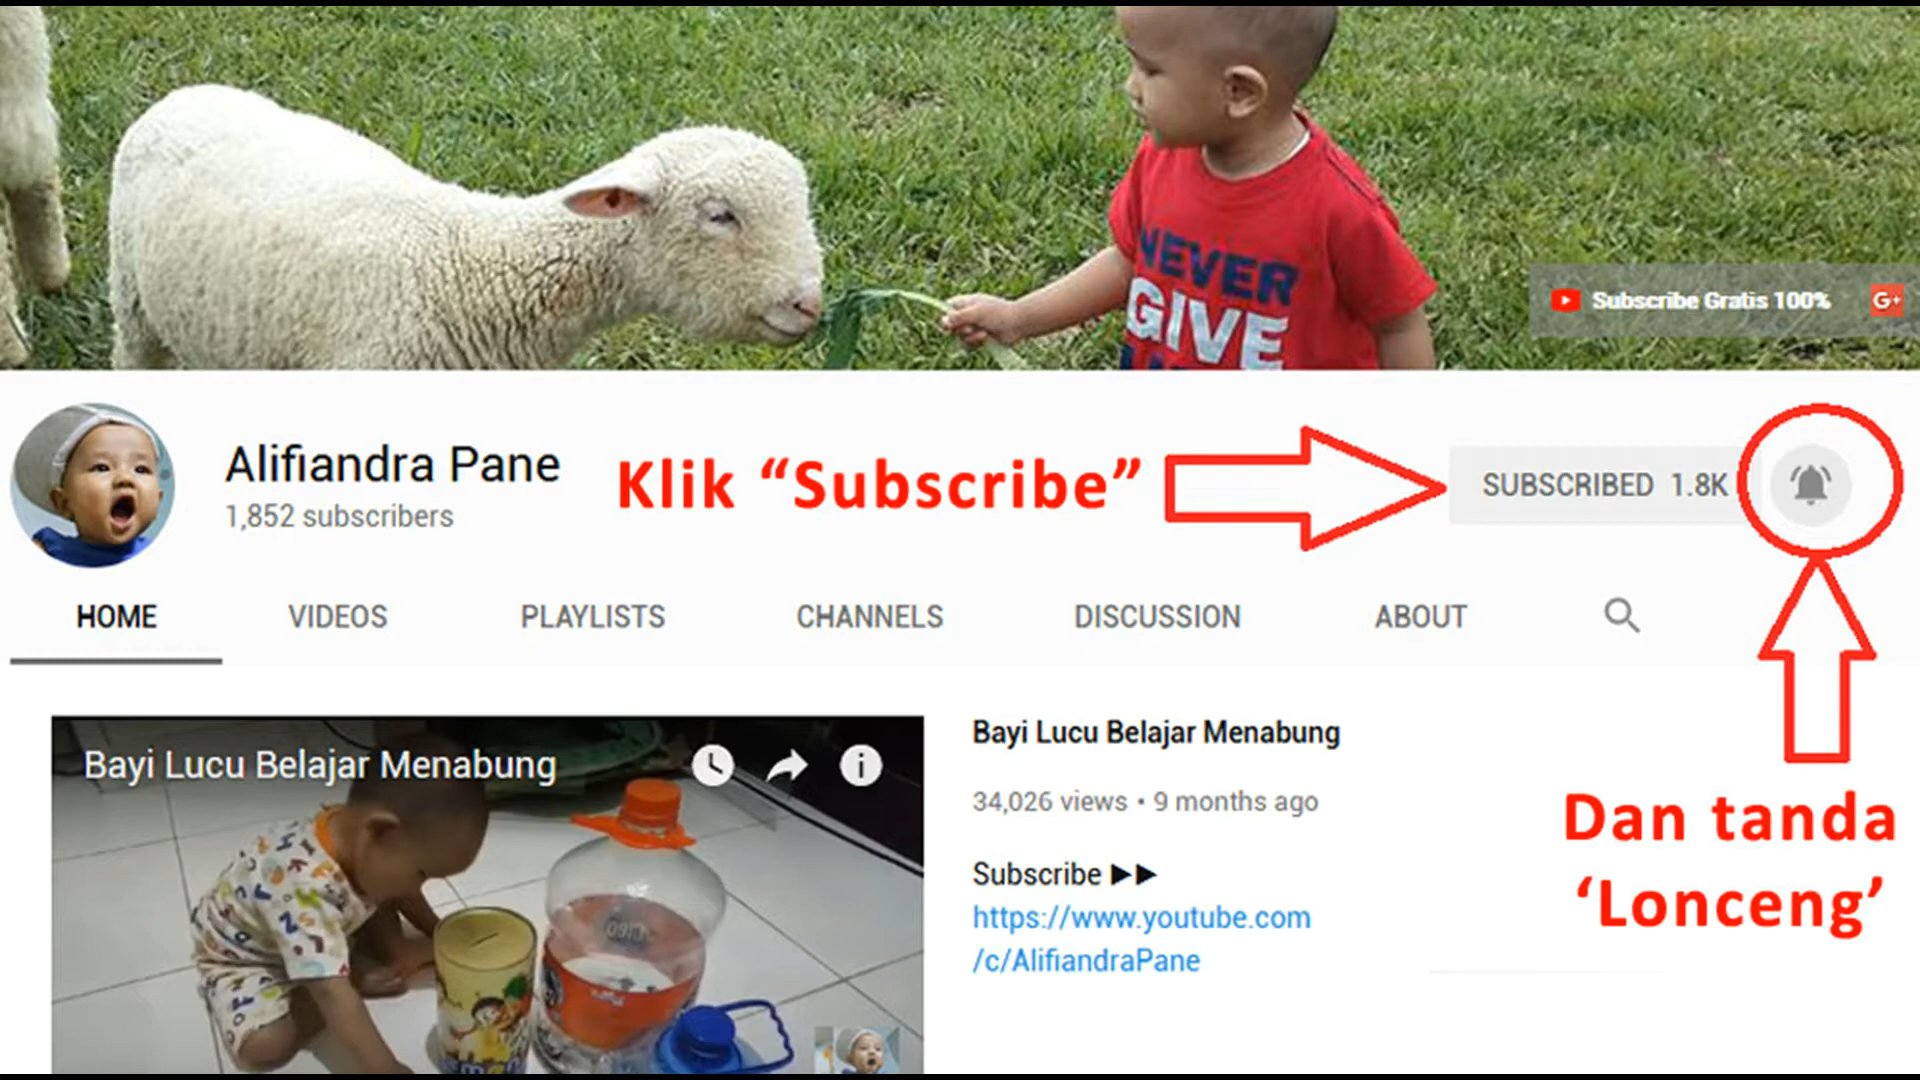 NEVER
GIVE
Subscribe Gratis 100%
G+
Alifiandra Pane
1,852 subscribers
Klik “Subscribe”
SUBSCRIBED 1.8K
HOME VIDEOS PLAYLISTS CHANNELS DISCUSSION ABOUT
Bayi Lucu Belajar Menabung
Bayi Lucu Belajar Menabung
34,026 views • 9 months ago
Subscribe ▶▶
https://www.youtube.com
/c/AlifiandraPane
Dan tanda
‘Lonceng’